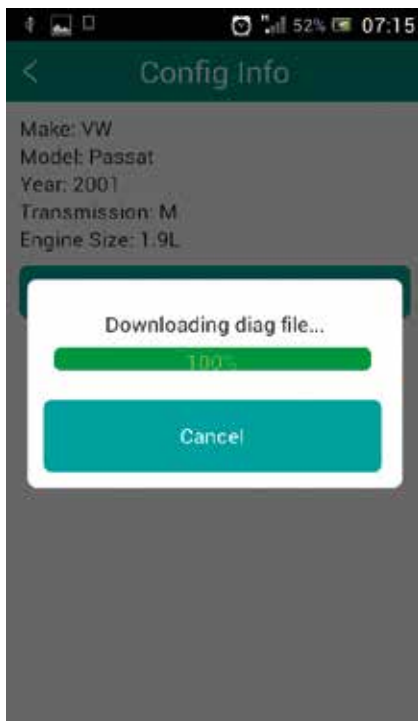 52% 07:15
< Config Info
Make: VW
Model: Passat
Year: 2001
Transmission: M
Engine Size: 1.9L
Downloading diag file...
100%
Cancel